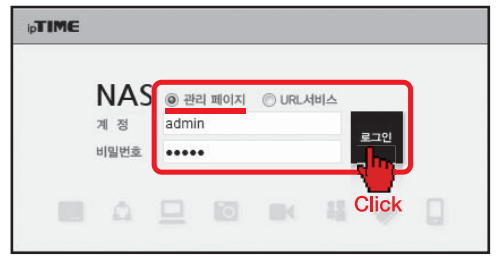 ipTIME
NAS
관리 페이지 URL서비스
계 정 admin
비밀번호 •••••
로그인
Click